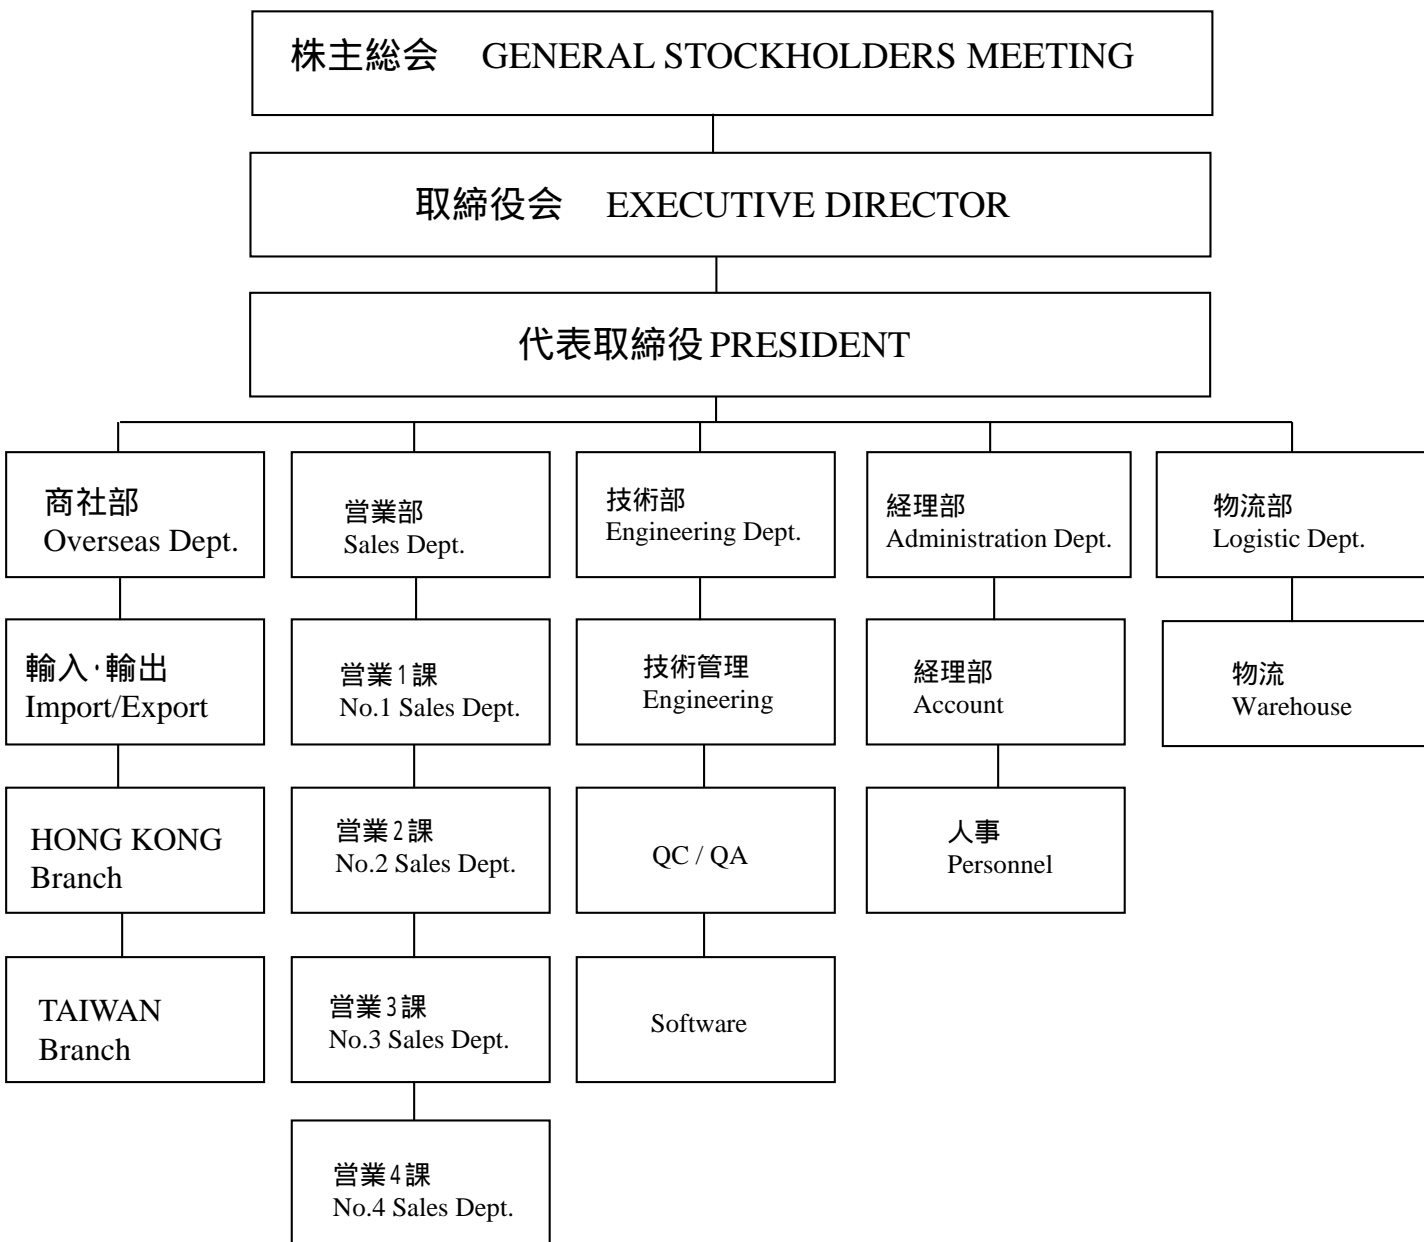 株主総会　GENERAL STOCKHOLDERS MEETING
取締役会　EXECUTIVE DIRECTOR
代表取締役 PRESIDENT
商社部
Overseas Dept.
営業部
Sales Dept.
技術部
Engineering Dept.
経理部
Administration Dept.
物流部
Logistic Dept.
輸入・輸出
Import/Export
営業1課
No.1 Sales Dept.
技術管理
Engineering
経理部
Account
物流
Warehouse
HONG KONG
Branch
営業2課
No.2 Sales Dept.
QC / QA
人事
Personnel
TAIWAN
Branch
営業3課
No.3 Sales Dept.
Software
営業4課
No.4 Sales Dept.